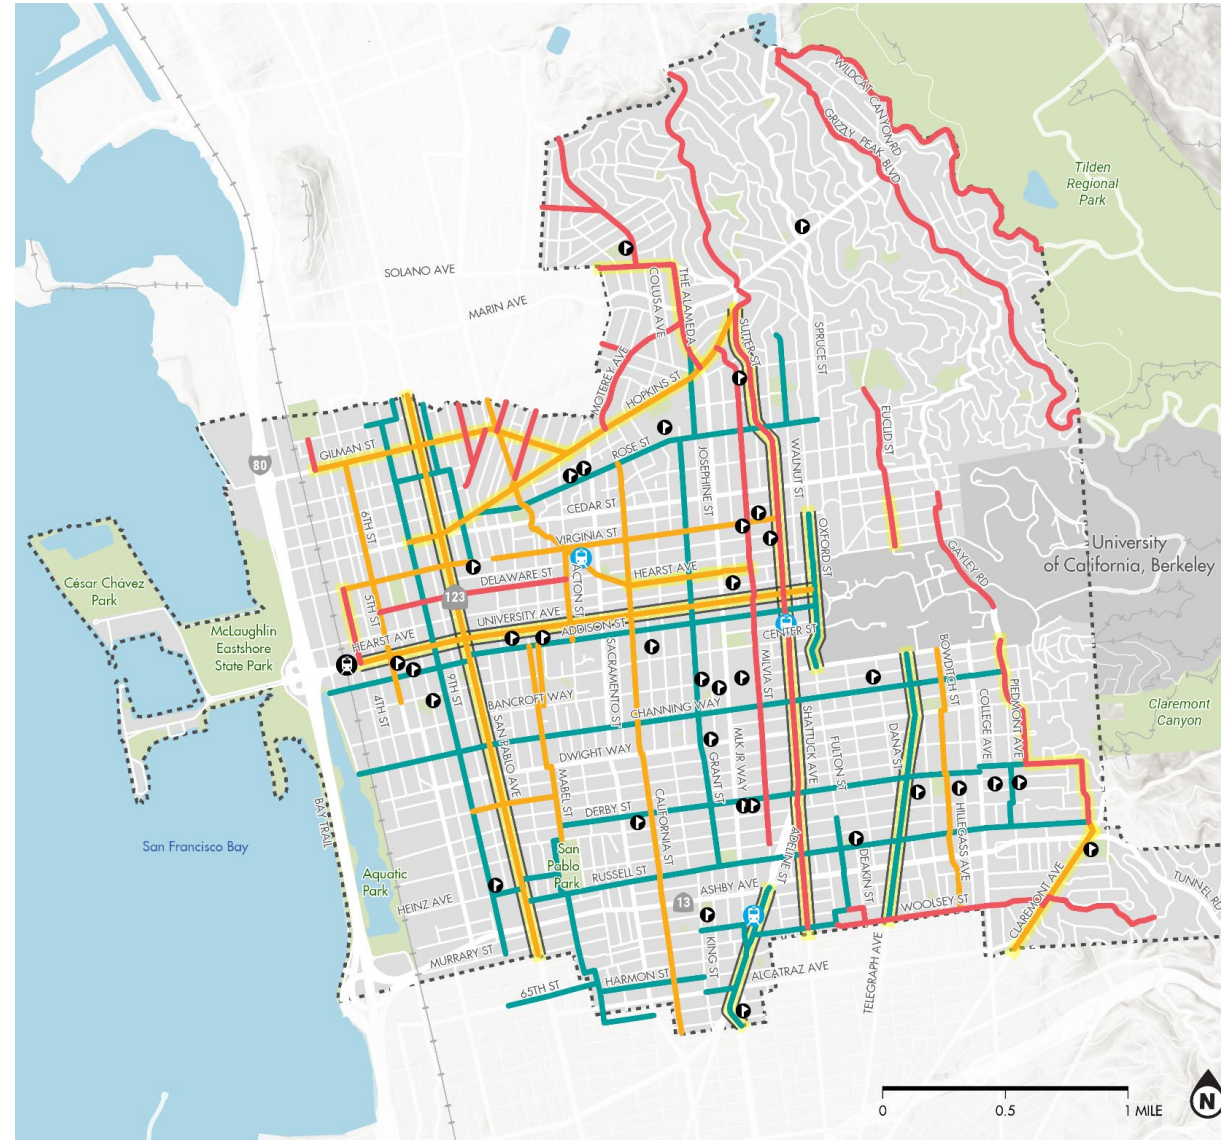 WILDCAT CANYON RD
GRIZZLY PEAK BLVD
Tilden
Regional
Park
SOLANO AVE
MARIN AVE
COLUSA AVE
THE ALAMEDA
SUTTER ST
SPRUCE ST
MOTEREY AVE
HOPKINS ST
EUCLID ST
GILMAN ST
80
ROSE ST
JOSEPHINE ST
WALNUT ST
CEDAR ST
6TH ST
VIRGINIA ST
OXFORD ST
GAYLEY RD
University
of California, Berkeley
César Chávez
Park
DELAWARE ST
HEARST AVE
ACTON ST
123
5TH ST
UNIVERSITY AVE
ADDISON ST
CENTER ST
McLaughlin
Eastshore
State Park
HEARST AVE
SACRAMENTO ST
MILVIA ST
BOWDITCH ST
9TH ST
4TH ST
BANCROFT WAY
CHANNING WAY
PIEDMONT AVE
COLLEGE AVE
Claremont
Canyon
SAN PABLO AVE
SHATTUCK AVE
DANA ST
FULTON ST
MLK JR WAY
GRANT ST
DWIGHT WAY
MABEL ST
DERBY ST
CALIFORNIA ST
HILLEGASS AVE
BAY TRAIL
San Francisco Bay
San
Pablo
Park
ADELINE ST
DEAKIN ST
RUSSELL ST
Aquatic
Park
ASHBY AVE
TUNNEL RD
HEINZ AVE
13
WOOLSEY ST
CLAREMONT AVE
MURRARY ST
KING ST
TELEGRAPH AVE
HARMON ST
ALCATRAZ AVE
65TH ST
0 0.5 1 MILE
N